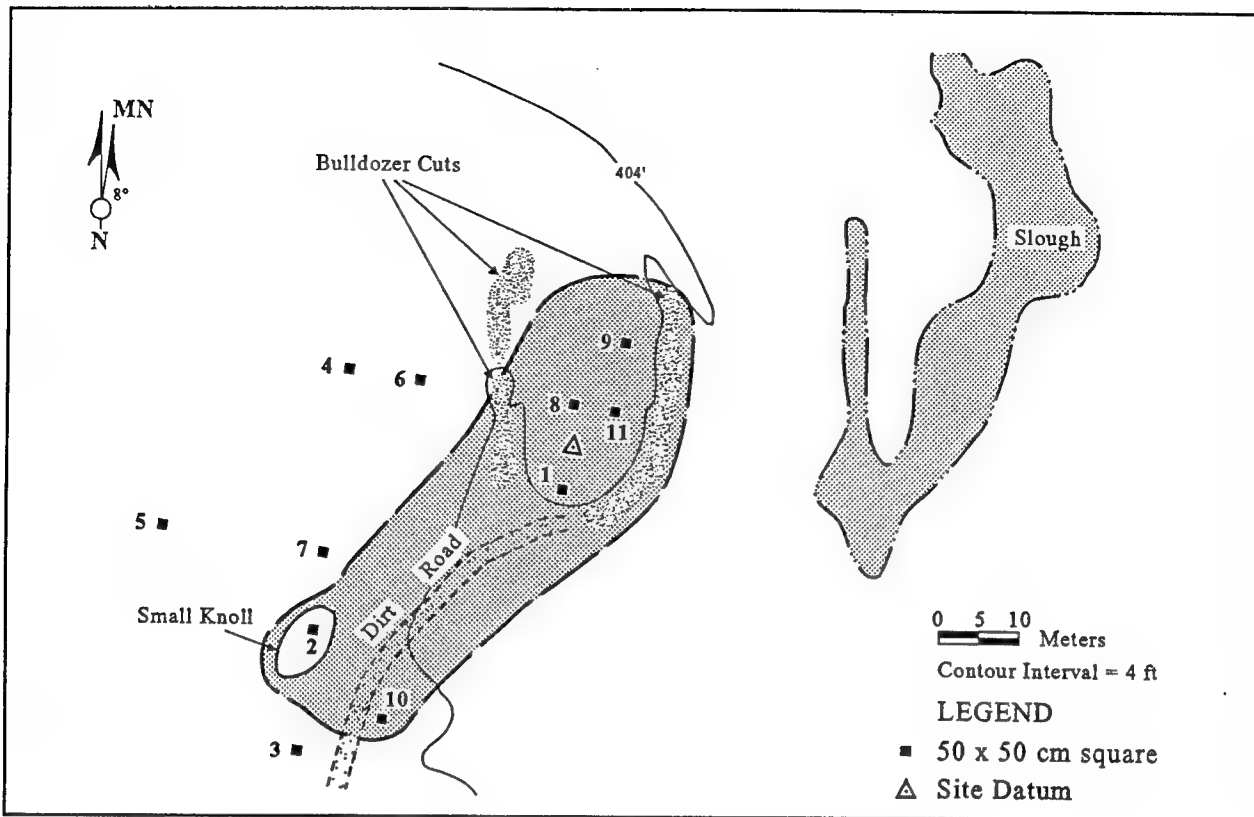 MN
8°
N
Bulldozer Cuts
404'
Slough
9
4
6
8
11
1
5
7
Road
Dirt
Small Knoll
2
10
3
0 5 10
Meters
Contour Interval = 4 ft
LEGEND
50 x 50 cm square
Site Datum